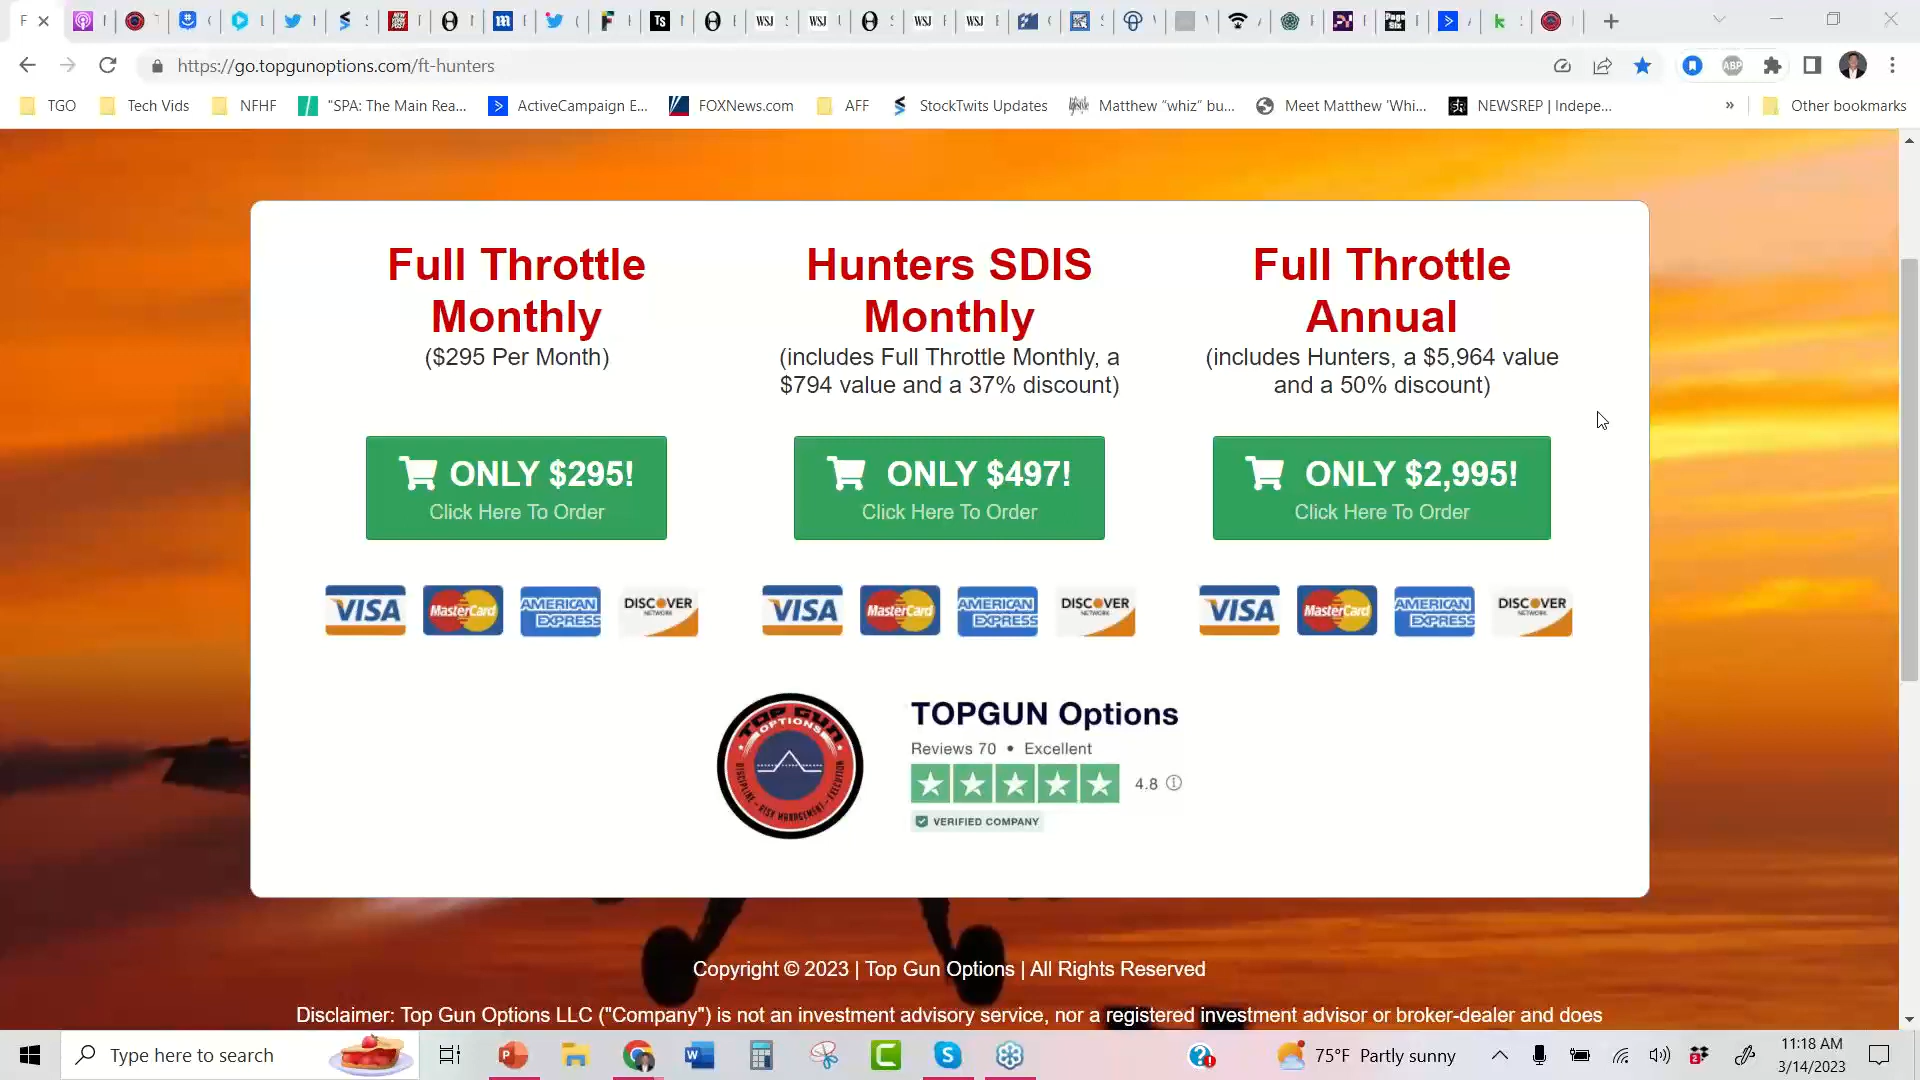 https://go.topgunoptions.com/ft-hunters
TGO
Tech Vids
NFHF
"SPA: The Main Rea...
ActiveCampaign E...
FOXNews.com
AFF
StockTwits Updates
Matthew "whiz" bu...
Meet Matthew 'Whi...
NEWSREP | Indepe...
»
Other bookmarks
Full Throttle
Monthly
($295 Per Month)
ONLY $295!
Click Here To Order
VISA
MasterCard
AMERICAN
EXPRESS
DISCOVER
NETWORK
Hunters SDIS
Monthly
(includes Full Throttle Monthly, a
$794 value and a 37% discount)
ONLY $497!
Click Here To Order
VISA
MasterCard
AMERICAN
EXPRESS
DISCOVER
NETWORK
Full Throttle
Annual
(includes Hunters, a $5,964 value
and a 50% discount)
ONLY $2,995!
Click Here To Order
VISA
MasterCard
AMERICAN
EXPRESS
DISCOVER
NETWORK
TOP GUN
OPTIONS
DISCIPLINE - RISK MANAGEMENT - EXECUTION
TOPGUN Options
Reviews 70 • Excellent
4.8
VERIFIED COMPANY
Copyright © 2023 | Top Gun Options | All Rights Reserved
Disclaimer: Top Gun Options LLC ("Company") is not an investment advisory service, nor a registered investment advisor or broker-dealer and does
Type here to search
75°F Partly sunny
11:18 AM
3/14/2023